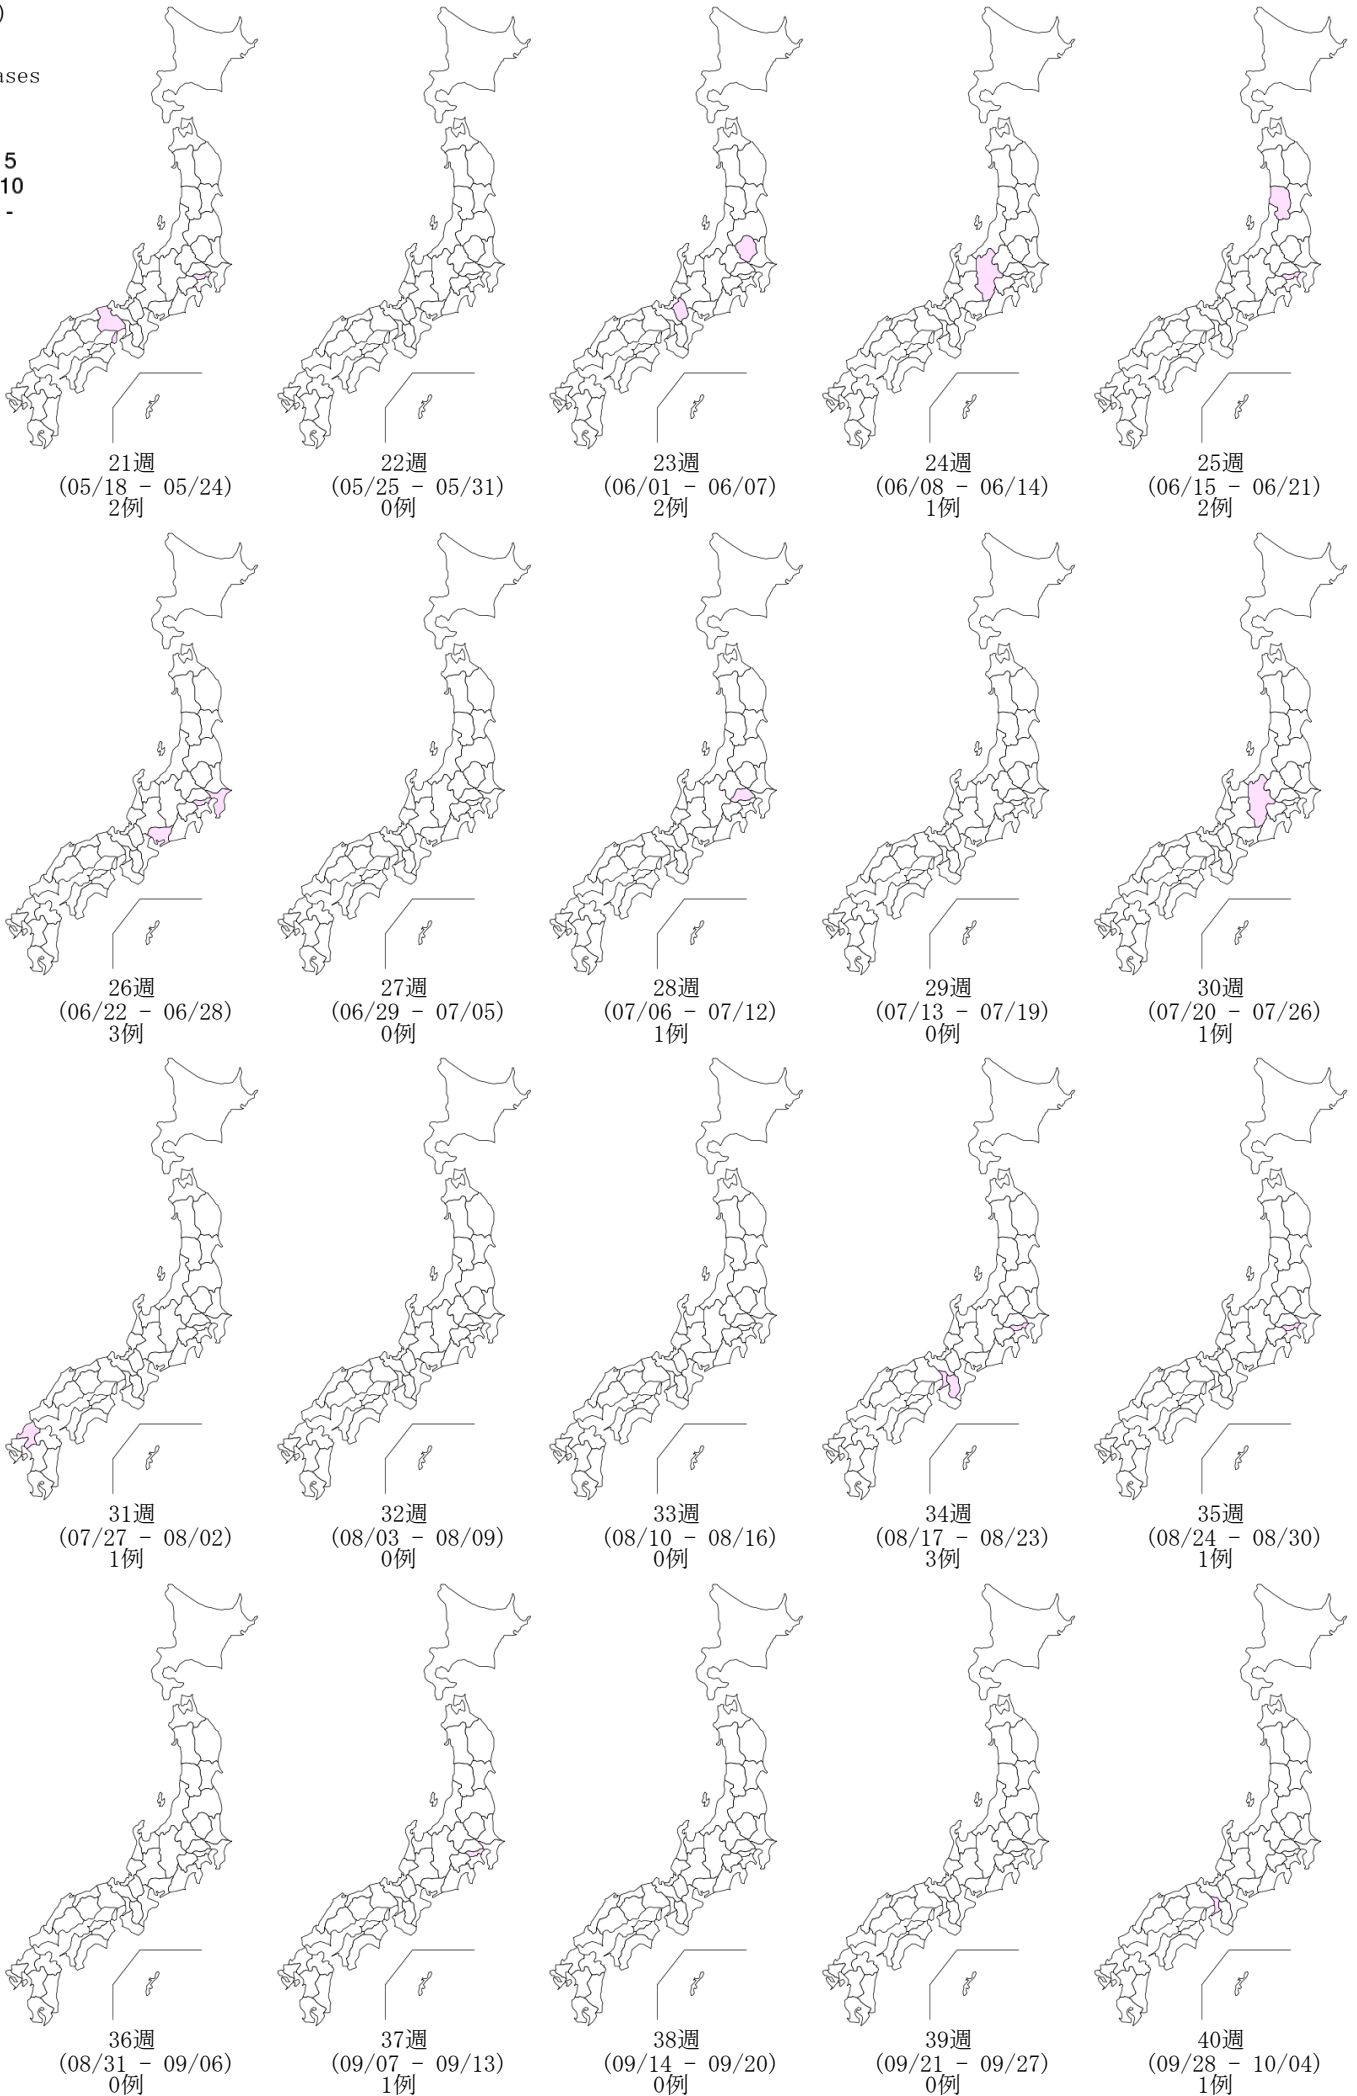 )
ases
5
10
-
21週
(05/18 - 05/24)
2例
22週
(05/25 - 05/31)
0例
23週
(06/01 - 06/07)
2例
24週
(06/08 - 06/14)
1例
25週
(06/15 - 06/21)
2例
26週
(06/22 - 06/28)
3例
27週
(06/29 - 07/05)
0例
28週
(07/06 - 07/12)
1例
29週
(07/13 - 07/19)
0例
30週
(07/20 - 07/26)
1例
31週
(07/27 - 08/02)
1例
32週
(08/03 - 08/09)
0例
33週
(08/10 - 08/16)
0例
34週
(08/17 - 08/23)
3例
35週
(08/24 - 08/30)
1例
36週
(08/31 - 09/06)
0例
37週
(09/07 - 09/13)
1例
38週
(09/14 - 09/20)
0例
39週
(09/21 - 09/27)
0例
40週
(09/28 - 10/04)
1例